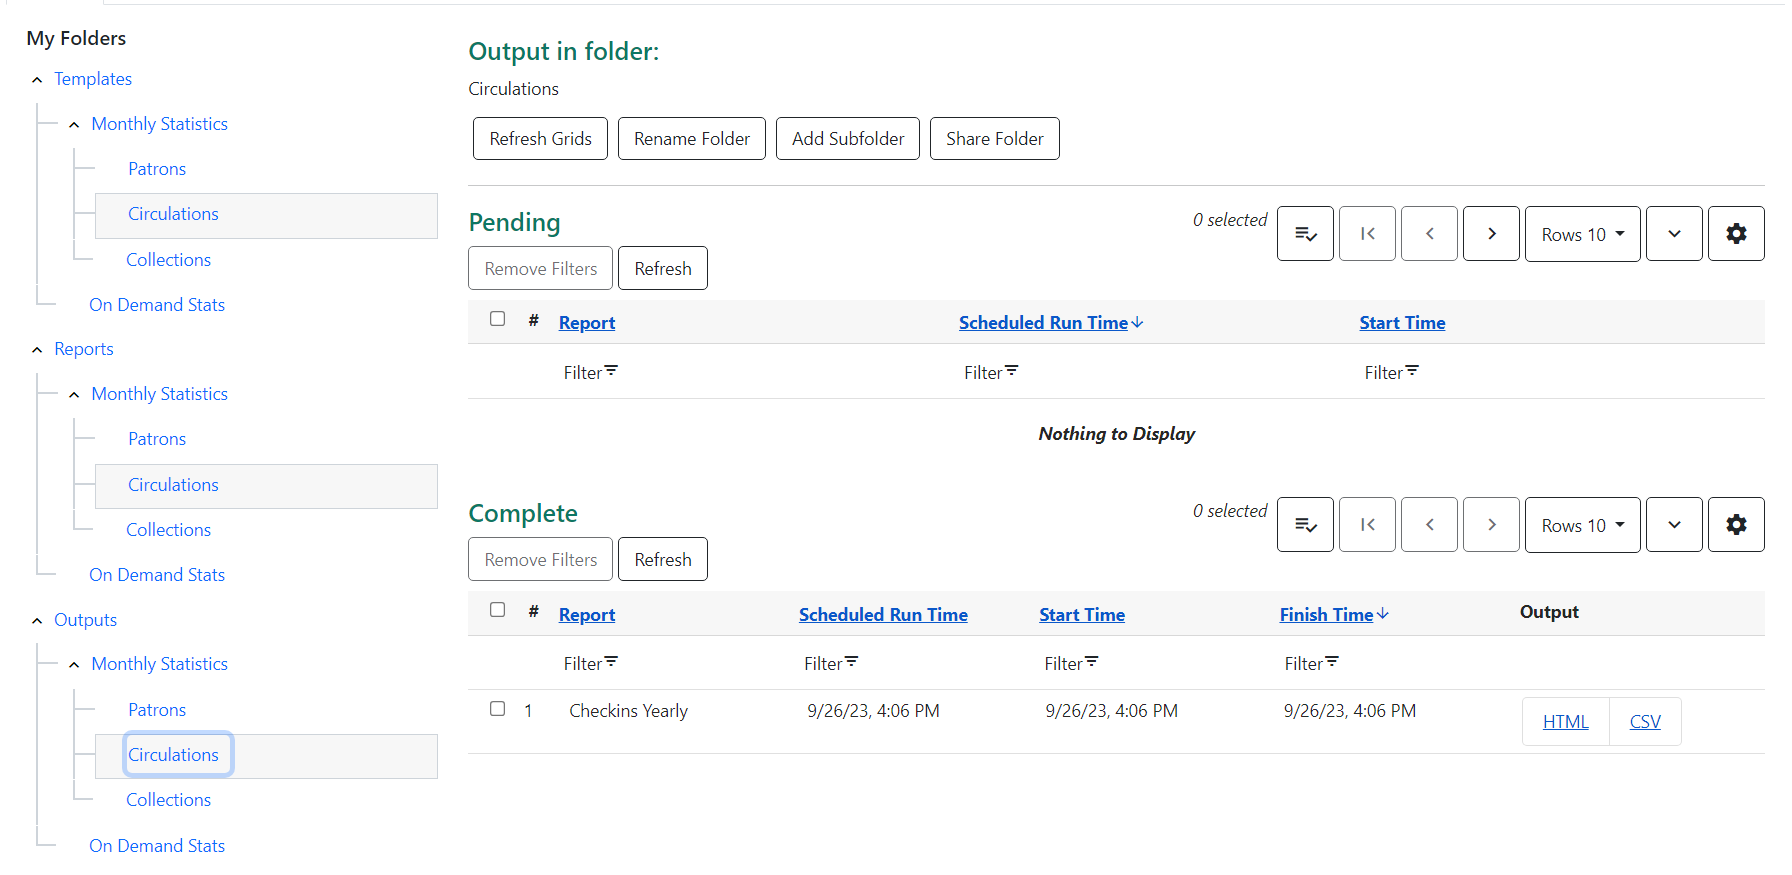 My Folders
Templates
Monthly Statistics
Patrons
Circulations
Collections
On Demand Stats
Reports
Monthly Statistics
Patrons
Circulations
Collections
On Demand Stats
Outputs
Monthly Statistics
Patrons
Circulations
Collections
On Demand Stats
Output in folder:
Circulations
Refresh Grids Rename Folder Add Subfolder Share Folder
Pending
0 selected Rows 10
Remove Filters Refresh
# Report Scheduled Run Time Start Time
Filter Filter Filter
Nothing to Display
Complete
0 selected Rows 10
Remove Filters Refresh
# Report Scheduled Run Time Start Time Finish Time Output
Filter Filter Filter Filter
1 Checkins Yearly 9/26/23, 4:06 PM 9/26/23, 4:06 PM 9/26/23, 4:06 PM HTML CSV